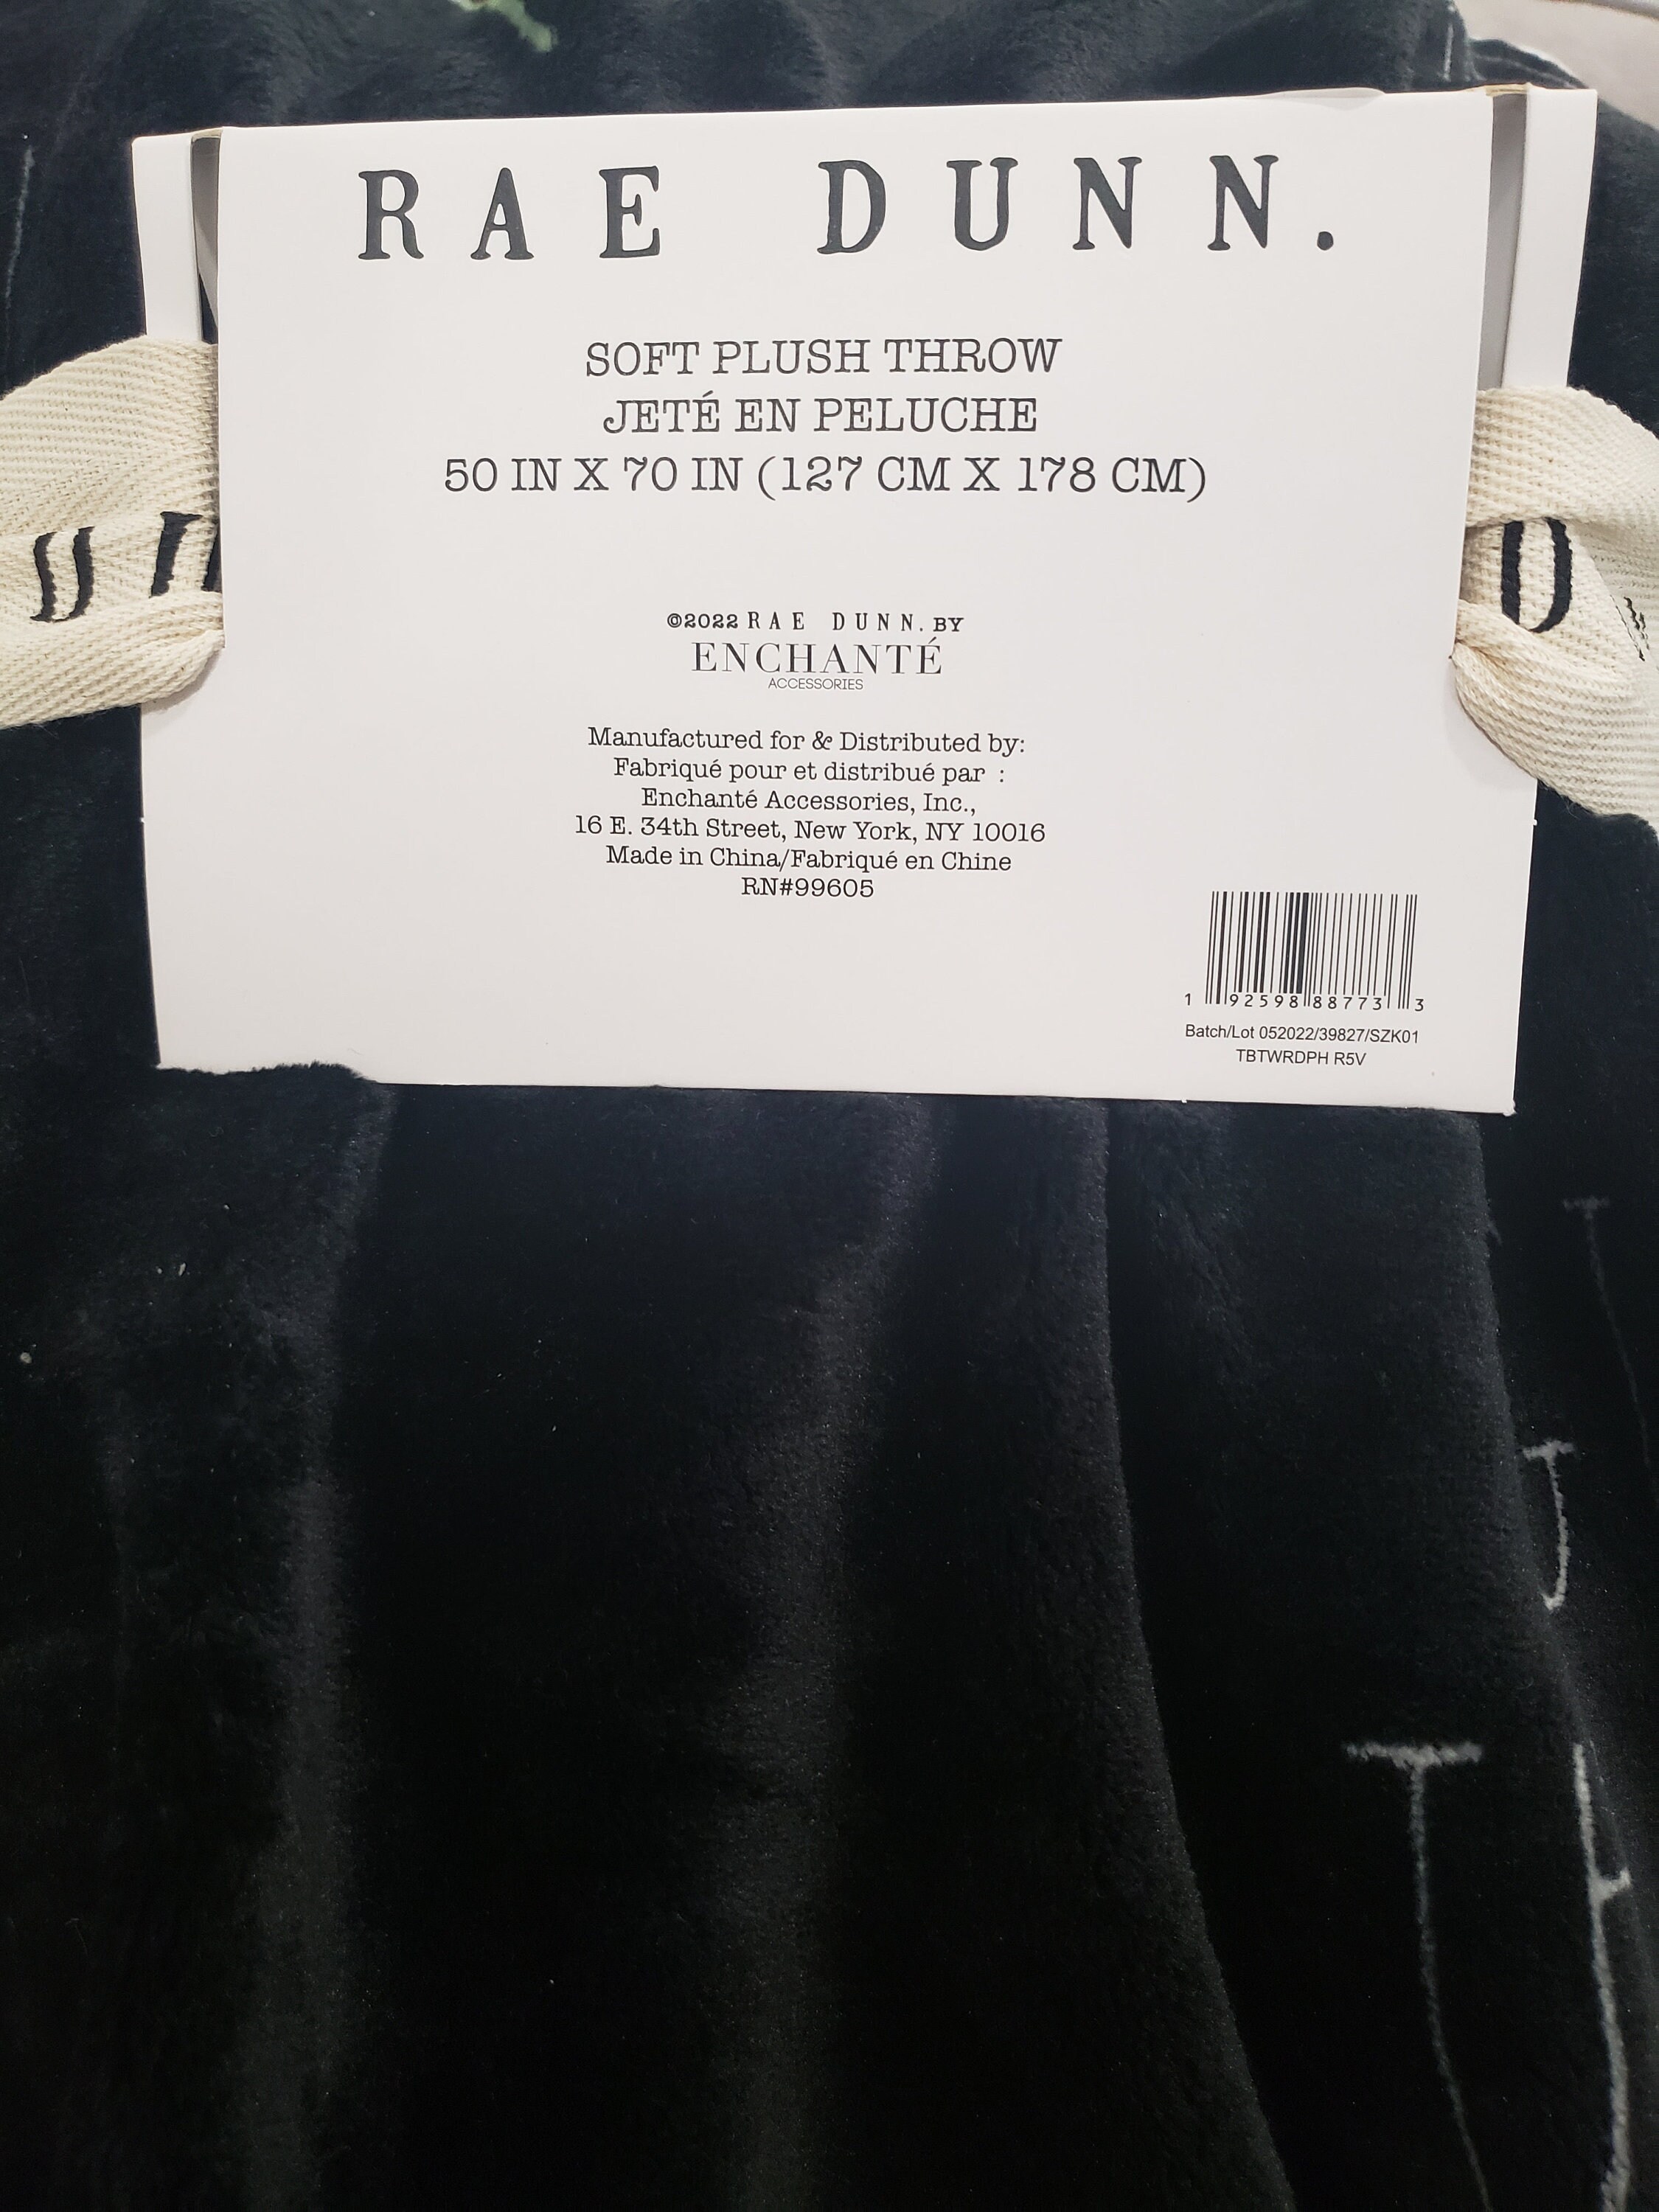 RAE DUNN.
SOFT PLUSH THROW
JETÉ EN PELUCHE
50 IN X 70 IN (127 CM X 178 CM)
©2022 RAE DUNN. BY
ENCHANTÉ
ACCESSORIES
Manufactured for & Distributed by:
Fabriqué pour et distribué par :
Enchanté Accessories, Inc.,
16 E. 34th Street, New York, NY 10016
Made in China/Fabriqué en Chine
RN#99605
1 92598 88773 3
Batch/Lot 052022/39827/SZK01
TBTWRDPH R5V